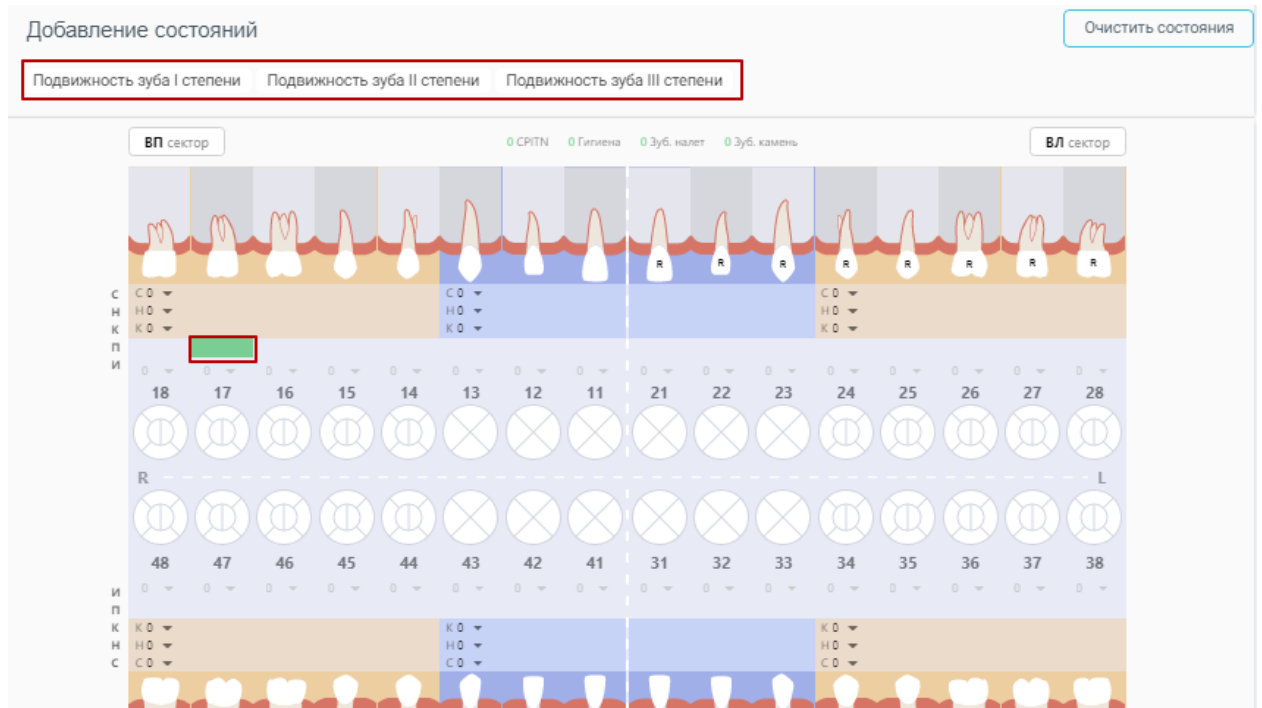 Добавление состояний
Очистить состояния
Подвижность зуба I степени Подвижность зуба II степени Подвижность зуба III степени
ВП сектор 0 CPITN 0 Гигиена 0 Зуб. налет 0 Зуб. камень ВЛ сектор
R R R R R R R R
С С 0 С 0 С 0
Н Н 0 Н 0 Н 0
К К 0 К 0 К 0
П
И 0 0 0 0 0 0 0 0 0 0 0 0 0 0 0 0
18 17 16 15 14 13 12 11 21 22 23 24 25 26 27 28
R L
48 47 46 45 44 43 42 41 31 32 33 34 35 36 37 38
И 0 0 0 0 0 0 0 0 0 0 0 0 0 0 0 0
П
К К 0 К 0 К 0
Н Н 0 Н 0 Н 0
С С 0 С 0 С 0